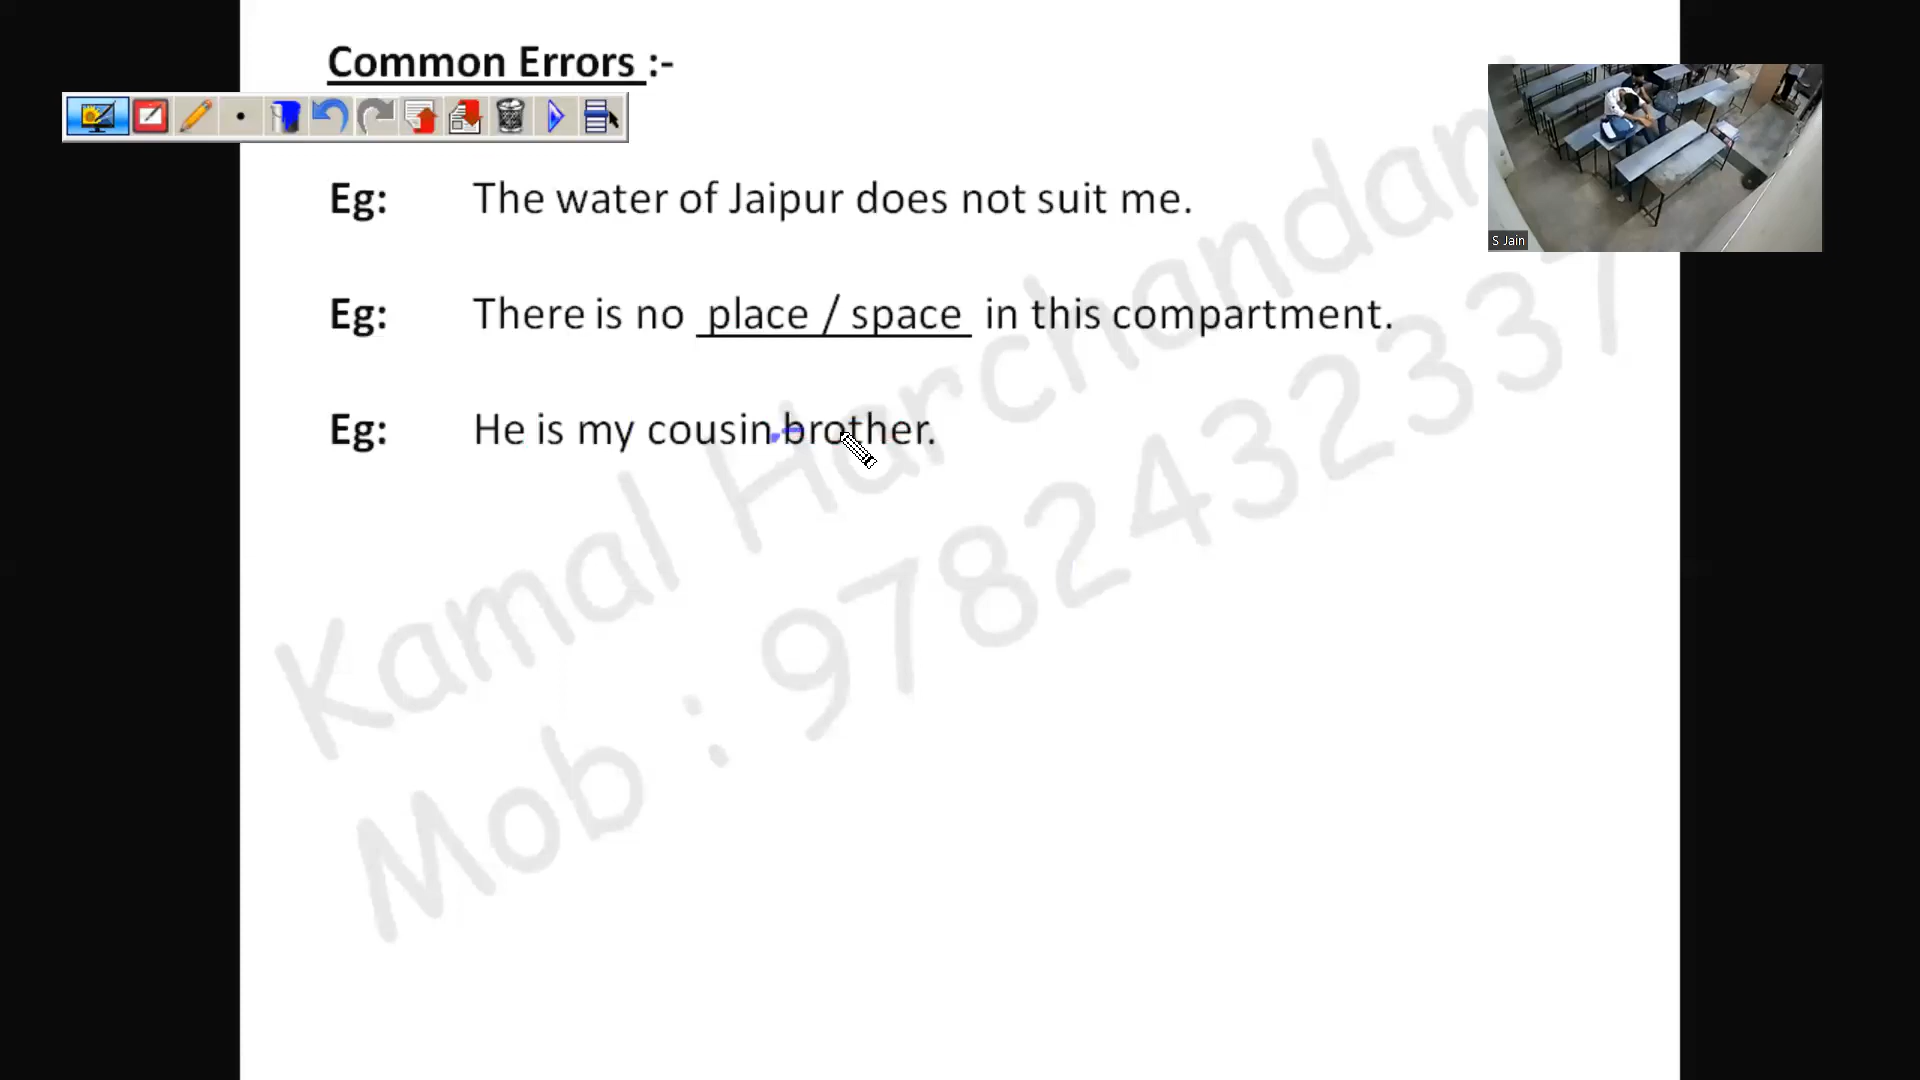 Common Errors :-
Eg: The water of Jaipur does not suit me.
S Jain
Eg: There is no place / space in this compartment.
Eg: He is my cousin brother.
Kamal Harchandani
Mob : 9782432337